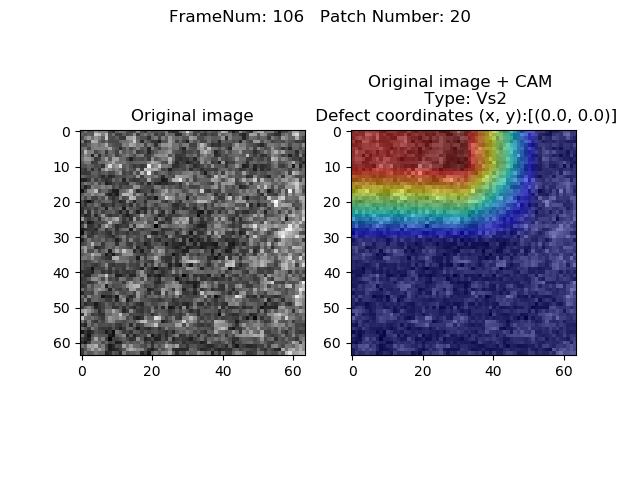 FrameNum: 106   Patch Number: 20
Original image
Original image + CAM
Type: Vs2
Defect coordinates (x, y):[(0.0, 0.0)]
0
10
20
30
40
50
60
0 20 40 60
0
10
20
30
40
50
60
0 20 40 60